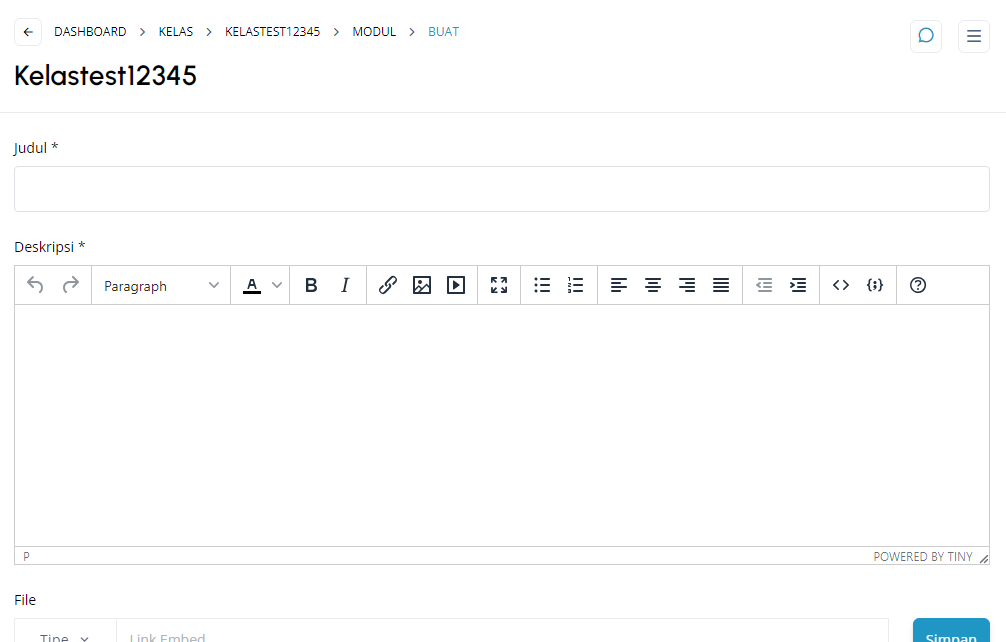 DASHBOARD > KELAS > KELASTEST12345 > MODUL > BUAT
Kelastest12345
Judul *
Deskripsi *
Paragraph A B I
P POWERED BY TINY
File
Tipe Link Embed Simpan